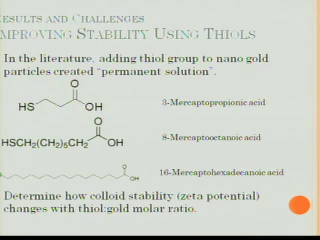 ESULTS AND CHALLENGES
MPROVING STABILITY USING THIOLS
In the literature, adding thiol group to nano gold
particles created "permanent solution".
O
HS OH
3-Mercaptopropionic acid
O
HSCH2(CH2)5CH2 OH
8-Mercaptooctanoic acid
16-Mercaptohexadecanoic acid
Determine how colloid stability (zeta potential)
changes with thiol:gold molar ratio.